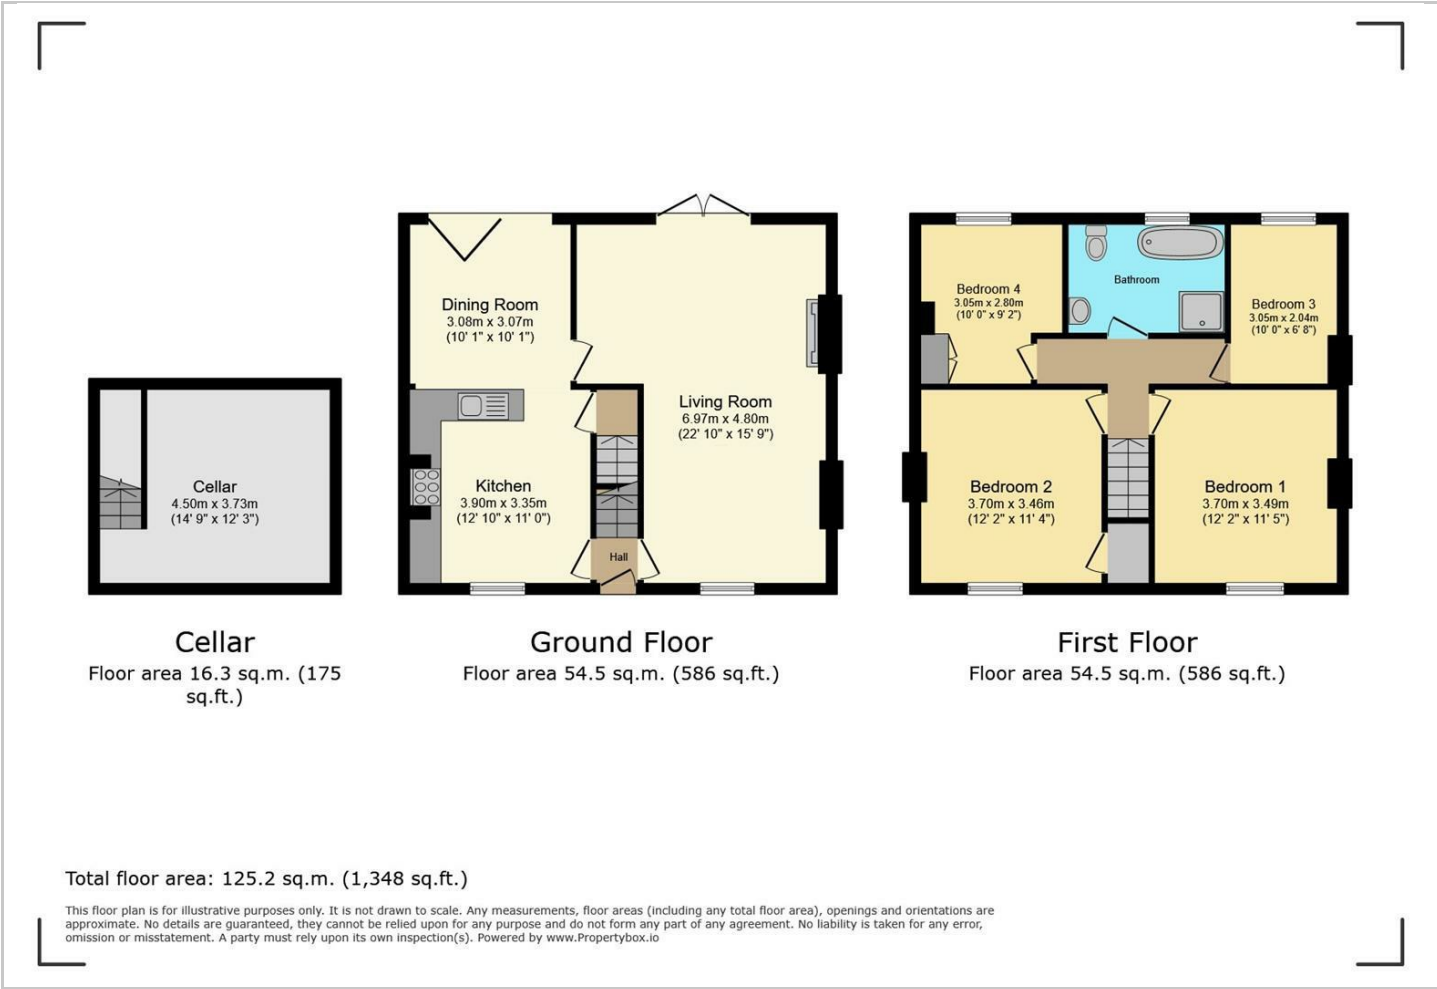 Cellar
4.50m x 3.73m
(14' 9" x 12' 3")
Cellar
Floor area 16.3 sq.m. (175
sq.ft.)
Dining Room
3.08m x 3.07m
(10' 1" x 10' 1")
Living Room
6.97m x 4.80m
(22' 10" x 15' 9")
Kitchen
3.90m x 3.35m
(12' 10" x 11' 0")
Hall
Ground Floor
Floor area 54.5 sq.m. (586 sq.ft.)
Bedroom 4
3.05m x 2.80m
(10' 0" x 9' 2")
Bathroom
Bedroom 3
3.05m x 2.04m
(10' 0" x 6' 8")
Bedroom 2
3.70m x 3.46m
(12' 2" x 11' 4")
Bedroom 1
3.70m x 3.49m
(12' 2" x 11' 5")
First Floor
Floor area 54.5 sq.m. (586 sq.ft.)
Total floor area: 125.2 sq.m. (1,348 sq.ft.)
This floor plan is for illustrative purposes only. It is not drawn to scale. Any measurements, floor areas (including any total floor area), openings and orientations are
approximate. No details are guaranteed, they cannot be relied upon for any purpose and do not form any part of any agreement. No liability is taken for any error,
omission or misstatement. A party must rely upon its own inspection(s). Powered by www.Propertybox.io